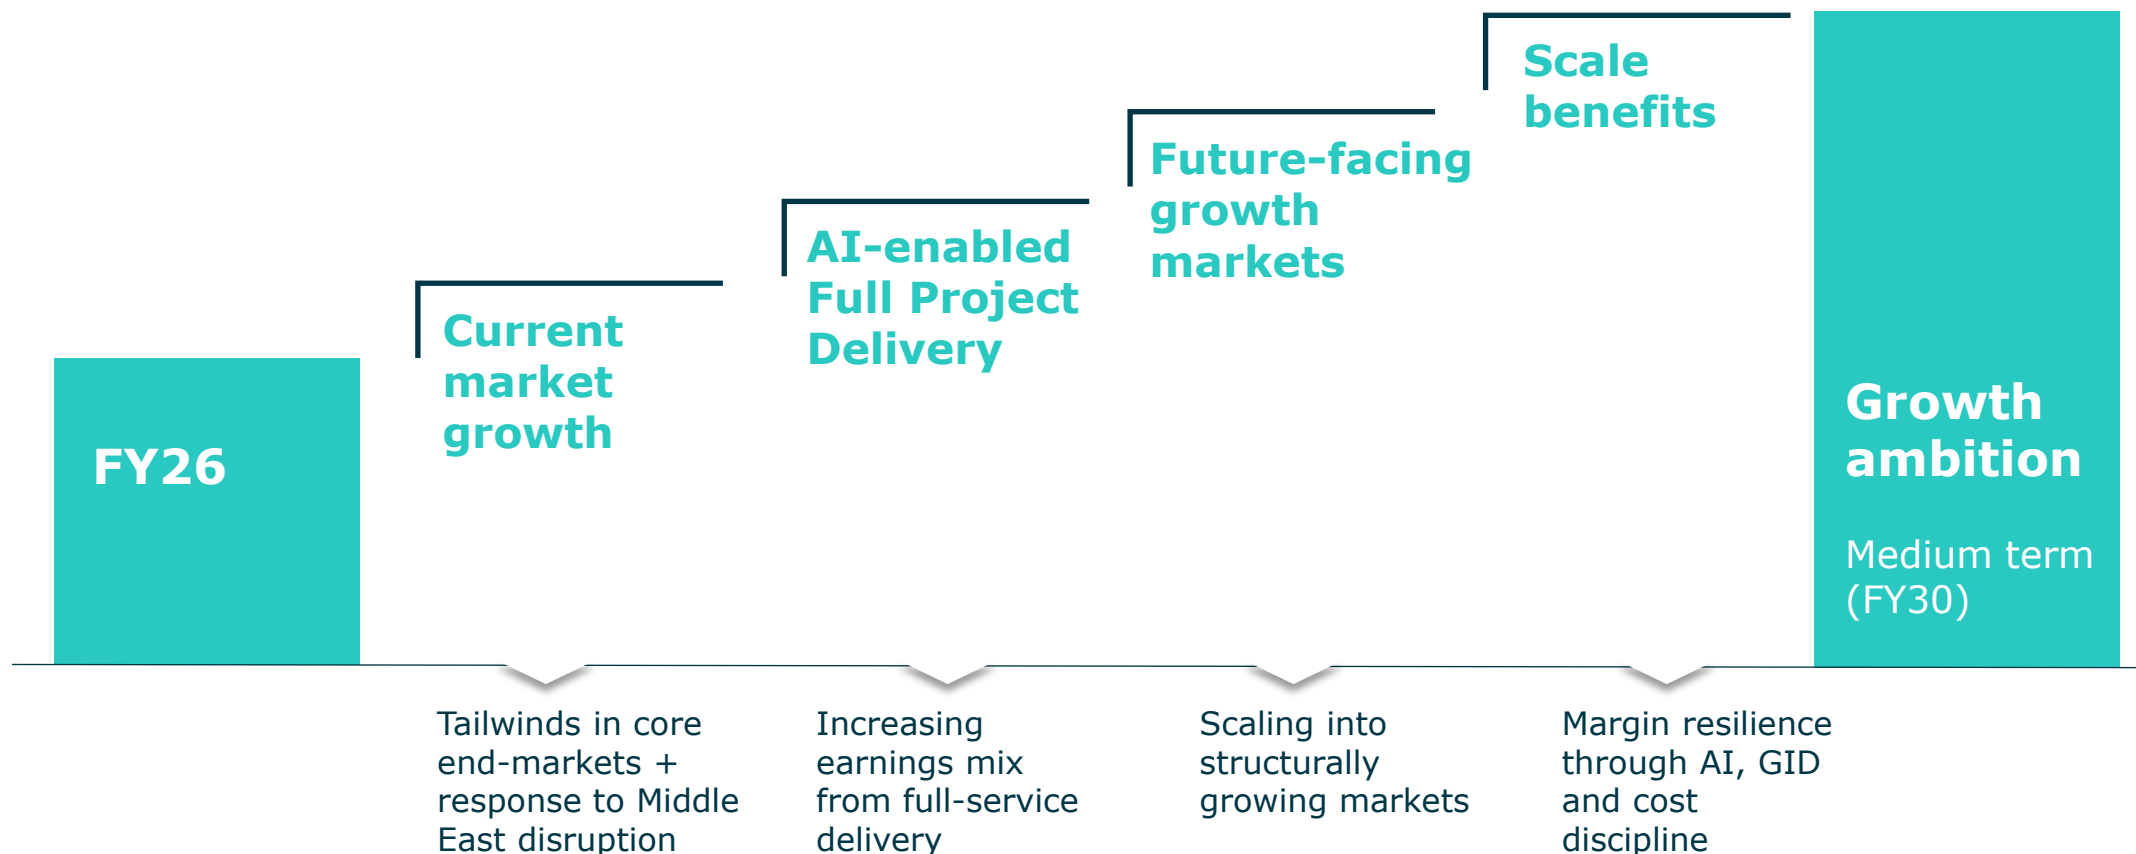 FY26
Current
market
growth
AI-enabled
Full Project
Delivery
Future-facing
growth
markets
Scale
benefits
Growth
ambition
Medium term
(FY30)
Tailwinds in core
end-markets +
response to Middle
East disruption
Increasing
earnings mix
from full-service
delivery
Scaling into
structurally
growing markets
Margin resilience
through AI, GID
and cost
discipline